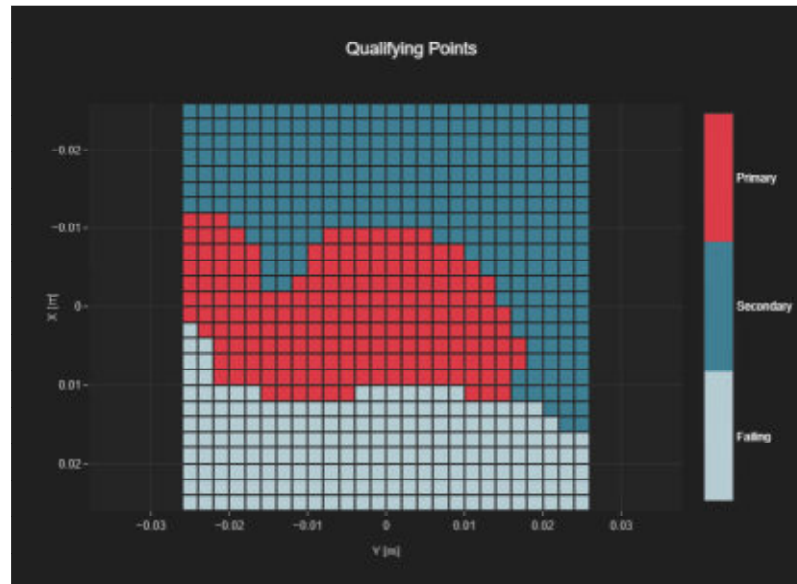 Qualifying Points
Primary
Secondary
Failing
X [m]
−0.02
−0.01
0
0.01
0.02
−0.03
−0.02
−0.01
0
0.01
0.02
0.03
Y [m]